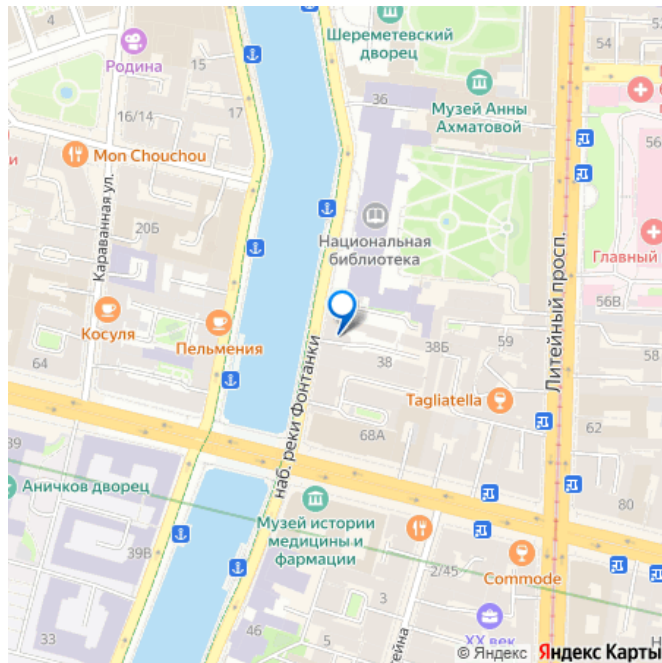 4
54
Шереметевский
дворец
Родина
15
36
Музей Анны
Ахматовой
17
16/14
56
Mon Chouchou
и
Караванная ул.
20Б
Национальная
библиотека
Главный
56В
Косуля
Пельмения
наб. реки Фонтанки
Литейный просп.
64
38
38Б
59
58
Tagliatella
62
68А
39
Аничков дворец
80
Музей истории
медицины и
фармации
39В
2/45
Commode
3
33
46
5
ХХ век
Н
© Яндекс Яндекс Карты